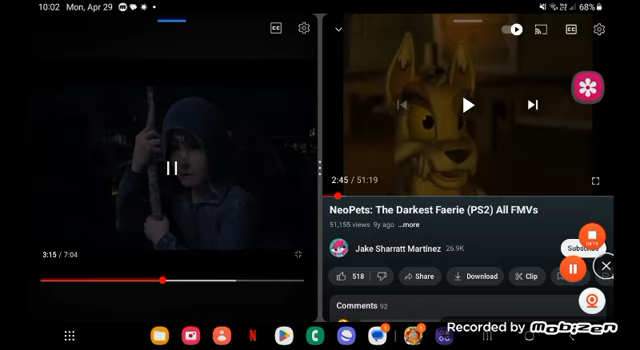 10:02 Mon, Apr 29
68%
CC
CC
3:15 / 7:04
2:45 / 51:19
NeoPets: The Darkest Faerie (PS2) All FMVs
51,155 views 9y ago ...more
Jake Sharratt Martínez 26.9K
Subscribe
518
Share
Download
Clip
Comments 92
N
Recorded by mobizen